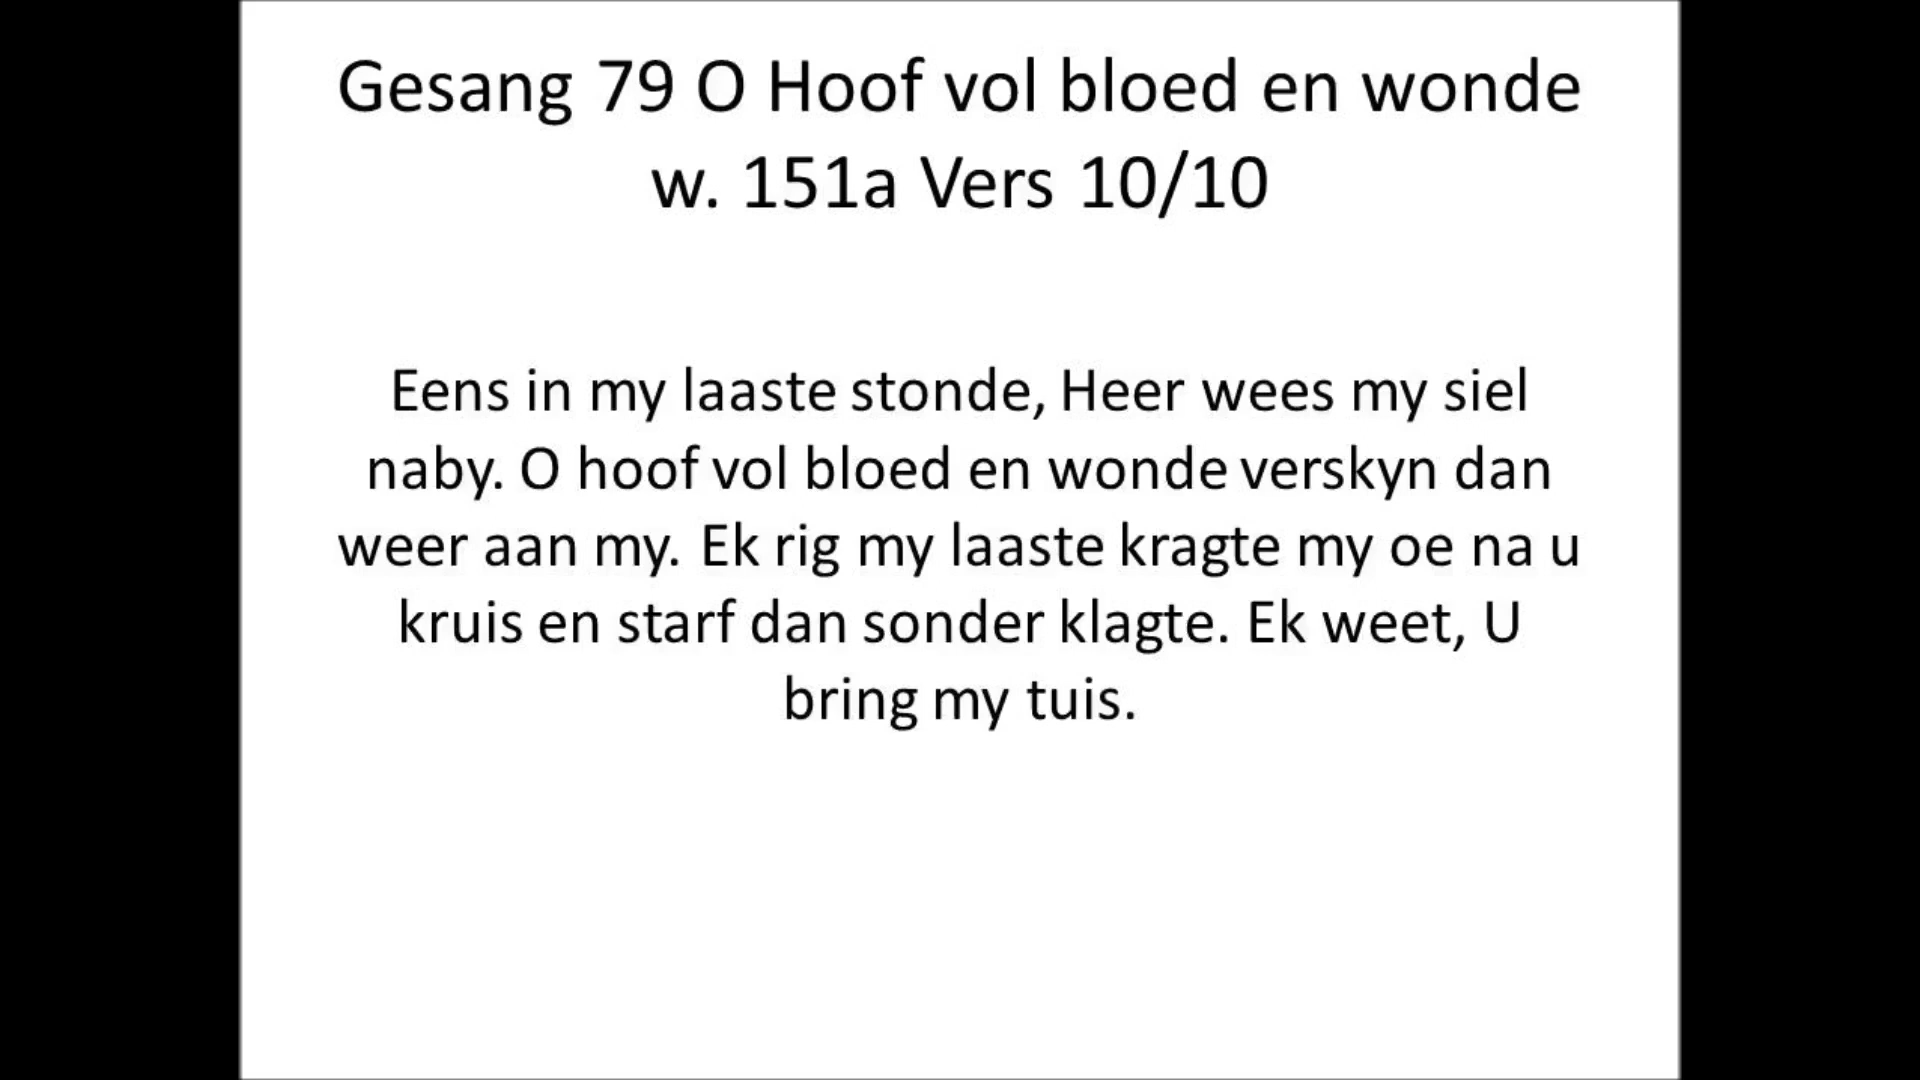 Gesang 79 O Hoof vol bloed en wonde
w. 151a Vers 10/10
Eens in my laaste stonde, Heer wees my siel
naby. O hoof vol bloed en wonde verskyn dan
weer aan my. Ek rig my laaste kragte my oe na u
kruis en starf dan sonder klagte. Ek weet, U
bring my tuis.